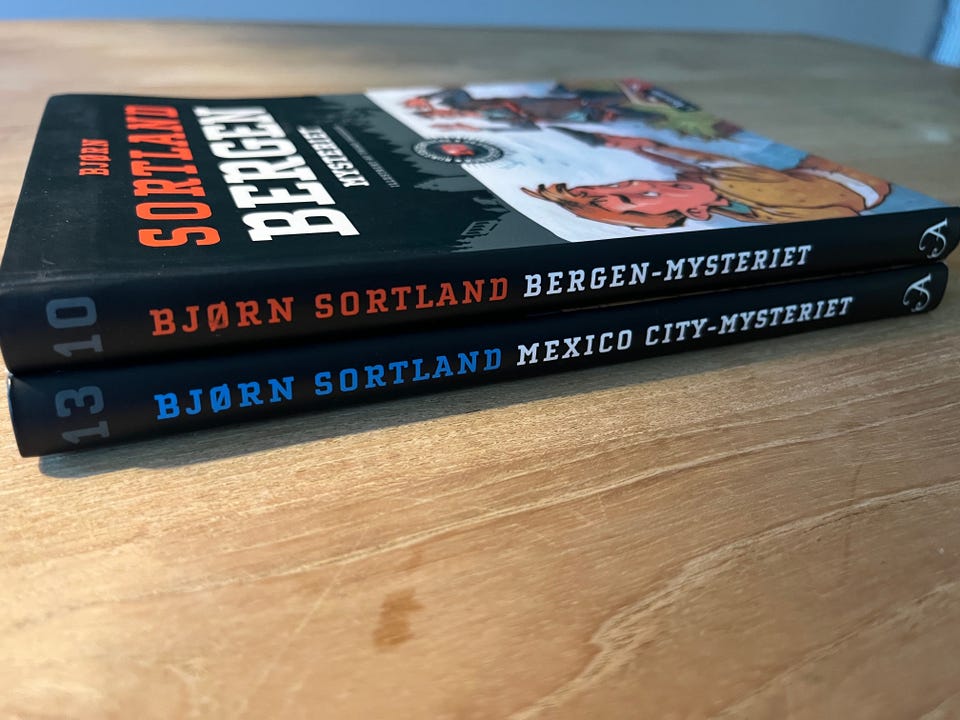 BJØRN
SORTLAND
BERGEN
MYSTERIET
10 BJØRN SORTLAND BERGEN-MYSTERIET A
13 BJØRN SORTLAND MEXICO CITY-MYSTERIET A